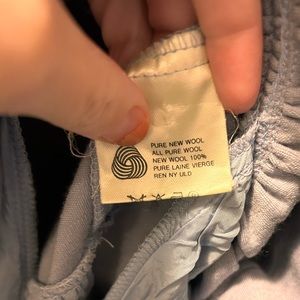 PURE NEW WOOL
ALL PURE WOOL
NEW WOOL 100%
PURE LAINE VIERGE
REN NY ULD